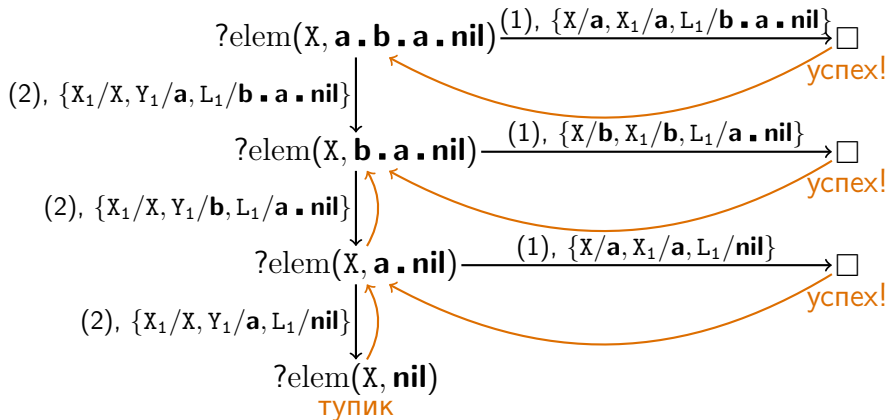 ?elem(X, a.b.a.nil) (1), {X/a, X₁/a, L₁/b.a.nil} □
успех!
(2), {X₁/X, Y₁/a, L₁/b.a.nil}
?elem(X, b.a.nil) (1), {X/b, X₁/b, L₁/a.nil} □
успех!
(2), {X₁/X, Y₁/b, L₁/a.nil}
?elem(X, a.nil) (1), {X/a, X₁/a, L₁/nil} □
успех!
(2), {X₁/X, Y₁/a, L₁/nil}
?elem(X, nil)
тупик